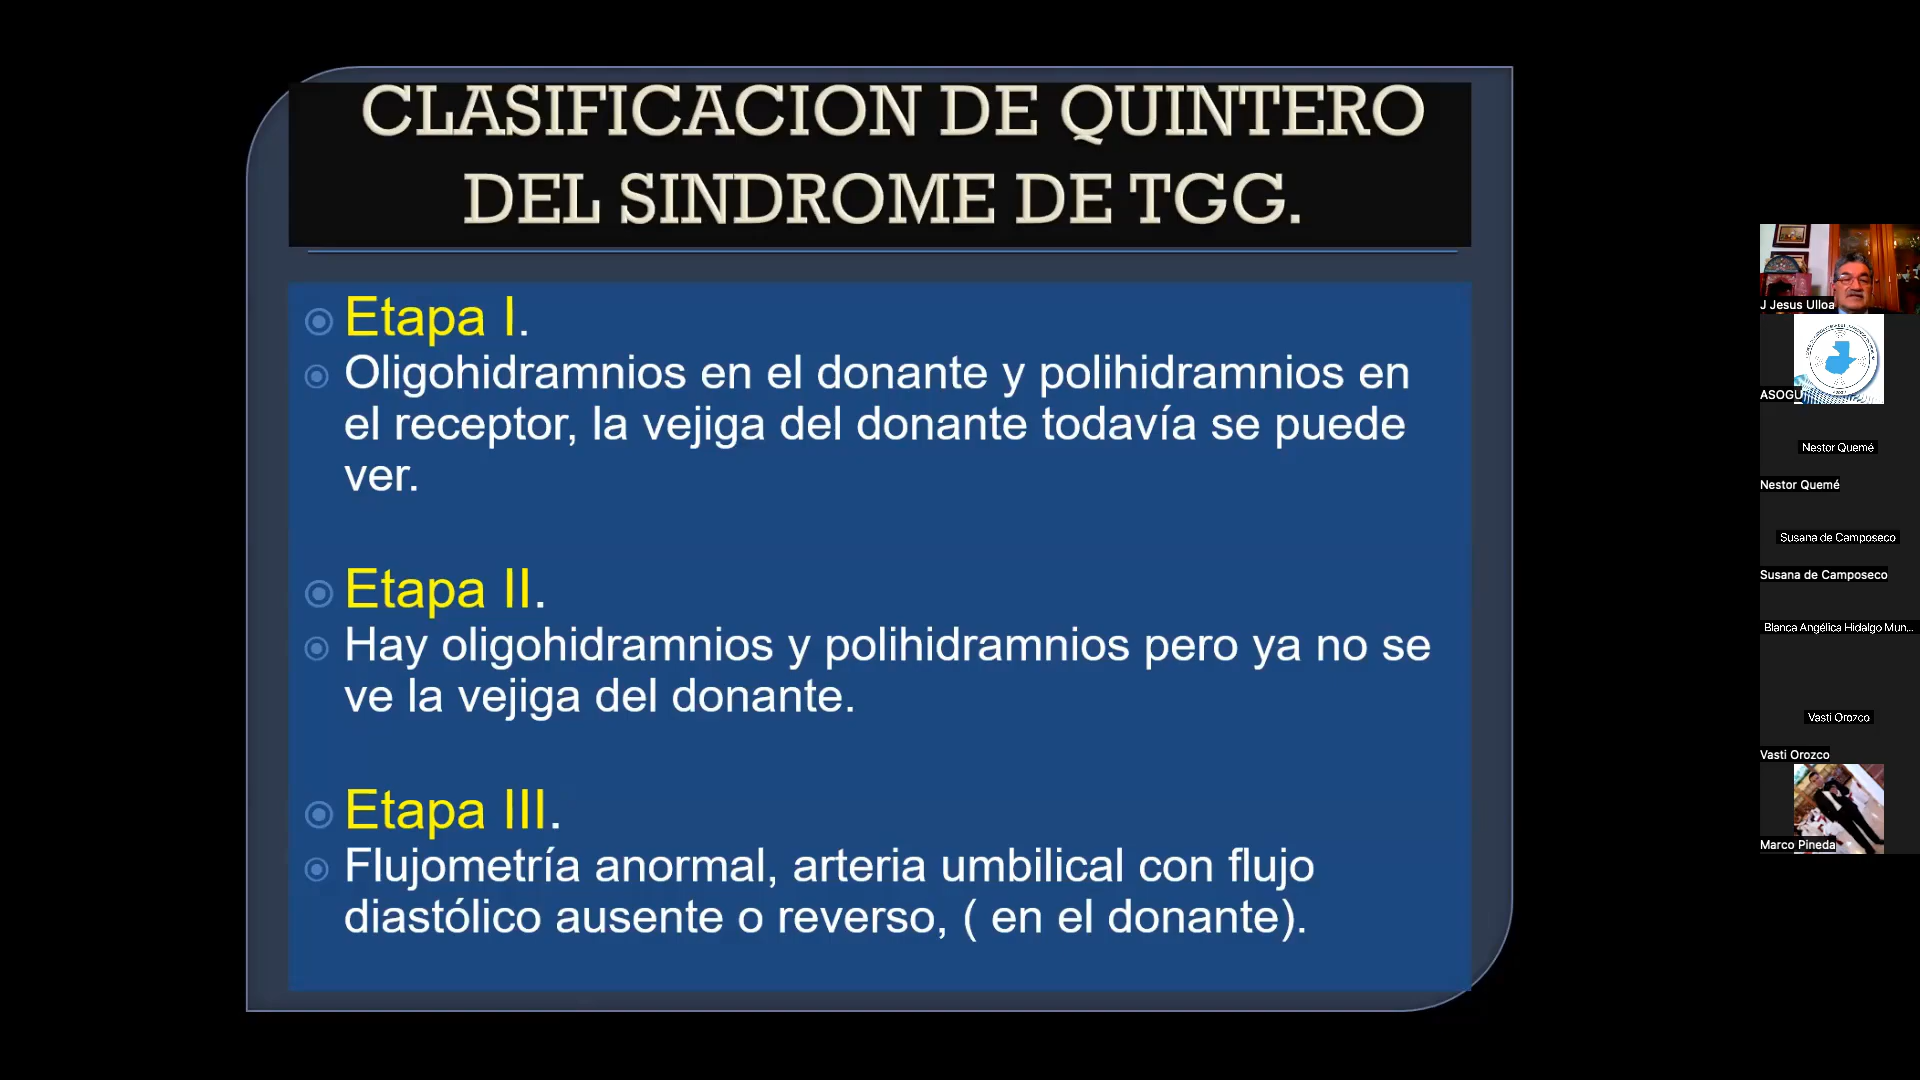 CLASIFICACION DE QUINTERO
DEL SINDROME DE TGG.
Etapa I.
Oligohidramnios en el donante y polihidramnios en
el receptor, la vejiga del donante todavía se puede
ver.
Etapa II.
Hay oligohidramnios y polihidramnios pero ya no se
ve la vejiga del donante.
Etapa III.
Flujometría anormal, arteria umbilical con flujo
diastólico ausente o reverso, ( en el donante).
J Jesus Ulloa
ASOGU
Nestor Quemé
Nestor Quemé
Susana de Camposeco
Susana de Camposeco
Blanca Angélica Hidalgo Mun...
Vasti Orozco
Vasti Orozco
Marco Pineda